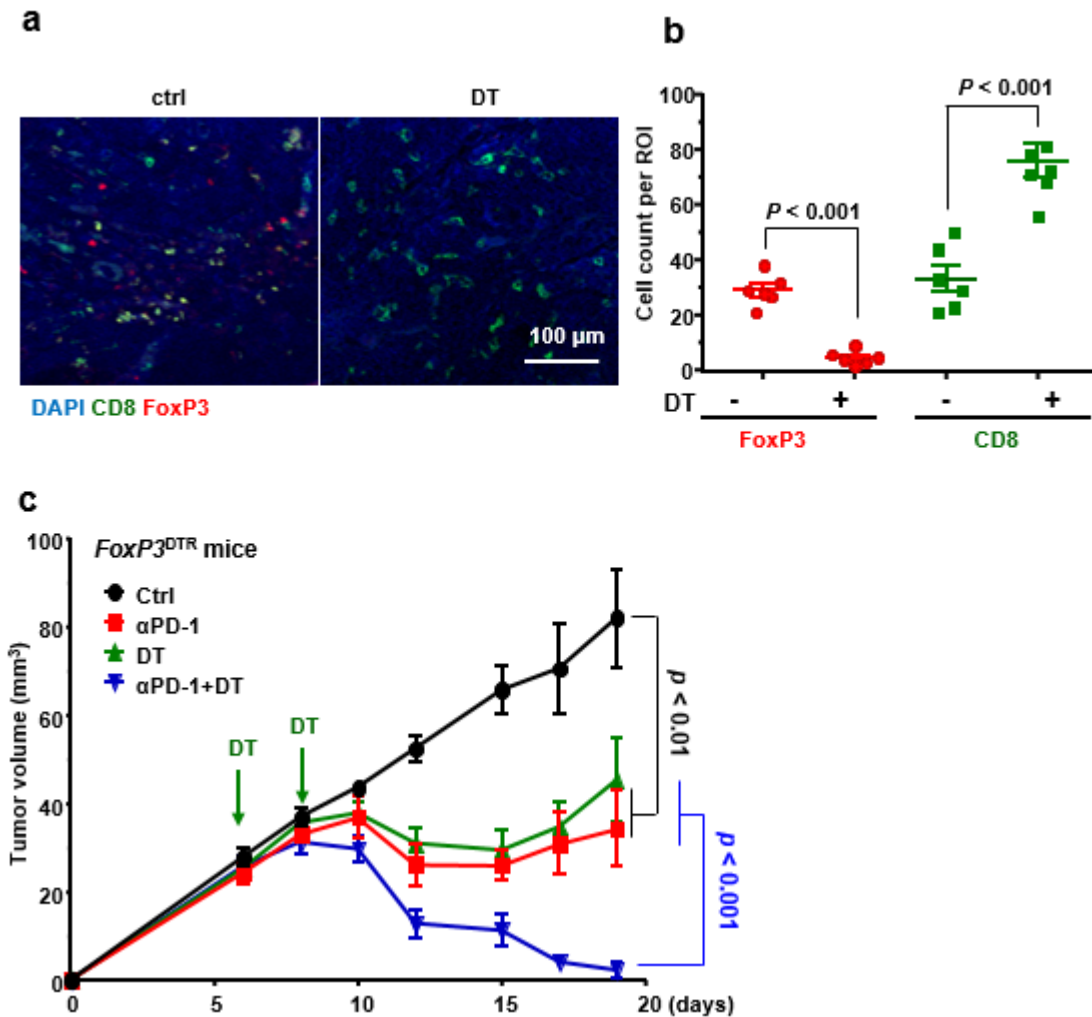 a
ctrl DT
100 µm
DAPI CD8 FoxP3
b
Cell count per ROI
100
80
60
40
20
0
P < 0.001
P < 0.001
DT - + - +
FoxP3 CD8
c
Tumor volume (mm³)
100
80
60
40
20
0
FoxP3DTR mice
Ctrl
αPD-1
DT
αPD-1+DT
DT
DT
p < 0.01
p < 0.001
0 5 10 15 20 (days)